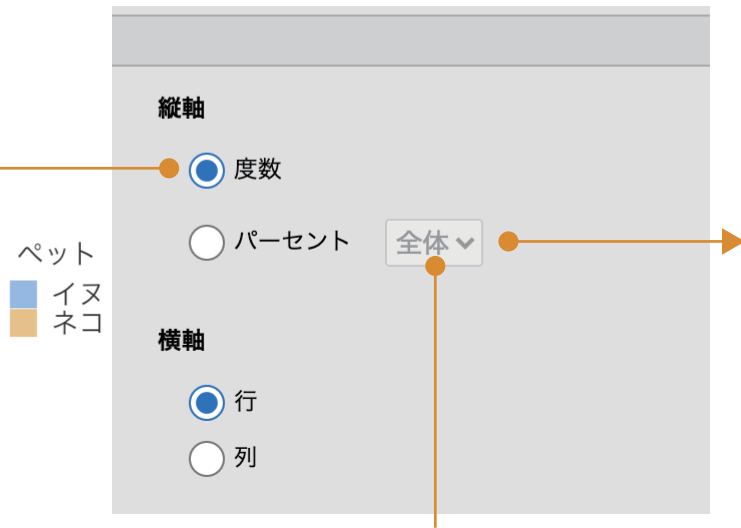 縦軸
度数
パーセント 全体
ペット
イヌ
ネコ
横軸
行
列